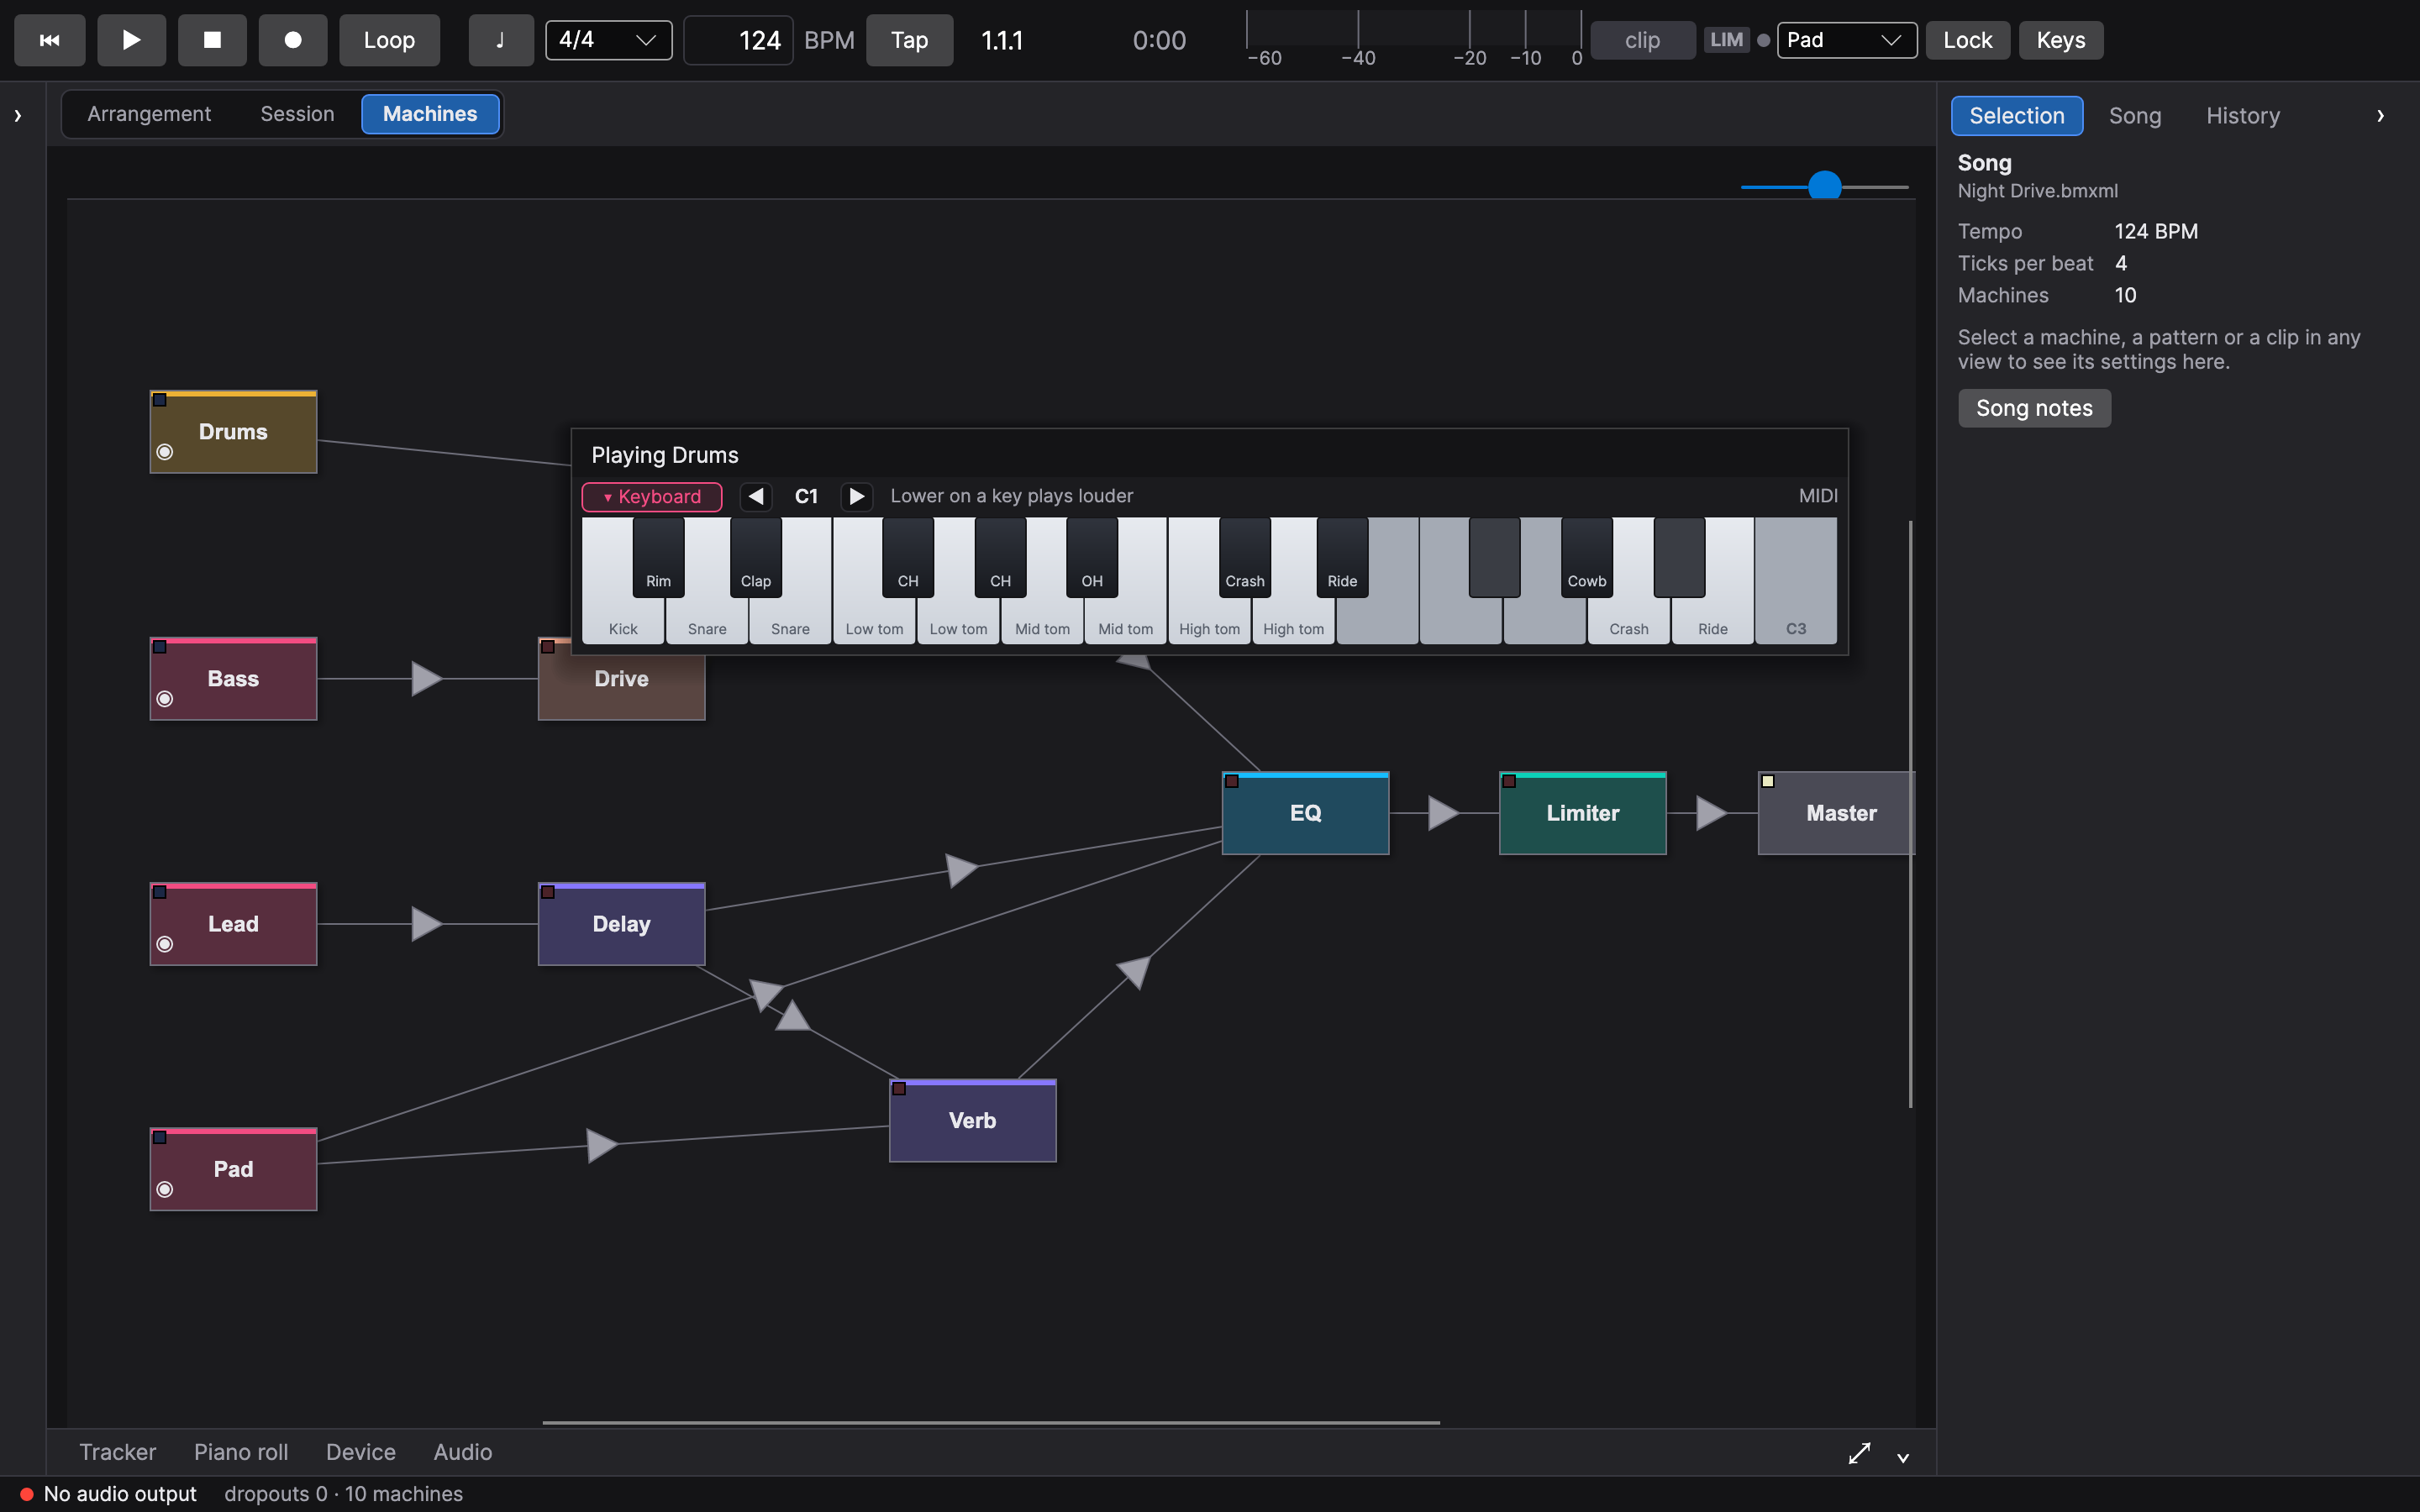 Loop
4/4
124 BPM
Tap
1.1.1
0:00
−60 −40 −20 −10 0
clip
LIM
Pad
Lock
Keys
Arrangement Session Machines
Selection Song History
Song
Night Drive.bmxml
Tempo 124 BPM
Ticks per beat 4
Machines 10
Select a machine, a pattern or a clip in any
view to see its settings here.
Song notes
Drums
Playing Drums
Keyboard C1 Lower on a key plays louder MIDI
Rim Clap CH CH OH Crash Ride Cowb
Kick Snare Snare Low tom Low tom Mid tom Mid tom High tom High tom Crash Ride C3
Bass Drive
EQ Limiter Master
Lead Delay
Verb
Pad
Tracker Piano roll Device Audio
No audio output dropouts 0 · 10 machines